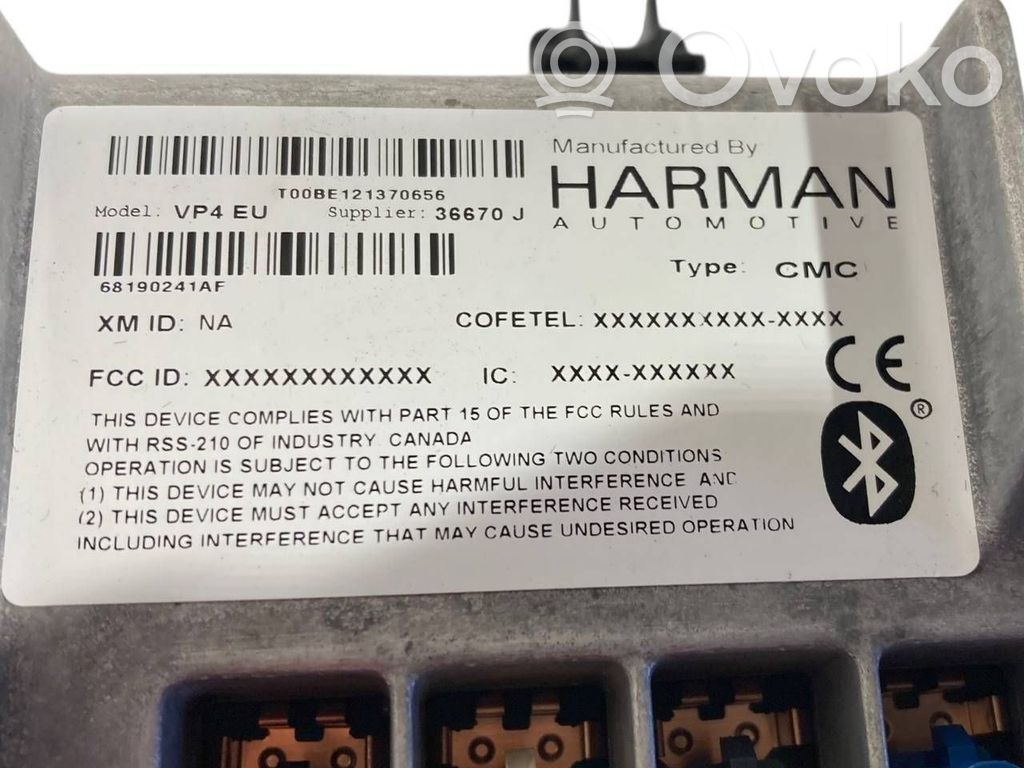 Ovoko
Manufactured By
HARMAN
AUTOMOTIVE
T00BE121370656
Model: VP4 EU Supplier: 36670 J
68190241AF
Type: CMC
XM ID: NA COFETEL: XXXXXXXXXX-XXXX
FCC ID: XXXXXXXXXXXX IC: XXXX-XXXXXX
CE
THIS DEVICE COMPLIES WITH PART 15 OF THE FCC RULES AND
WITH RSS-210 OF INDUSTRY CANADA
OPERATION IS SUBJECT TO THE FOLLOWING TWO CONDITIONS
(1) THIS DEVICE MAY NOT CAUSE HARMFUL INTERFERENCE AND
(2) THIS DEVICE MUST ACCEPT ANY INTERFERENCE RECEIVED
INCLUDING INTERFERENCE THAT MAY CAUSE UNDESIRED OPERATION
®